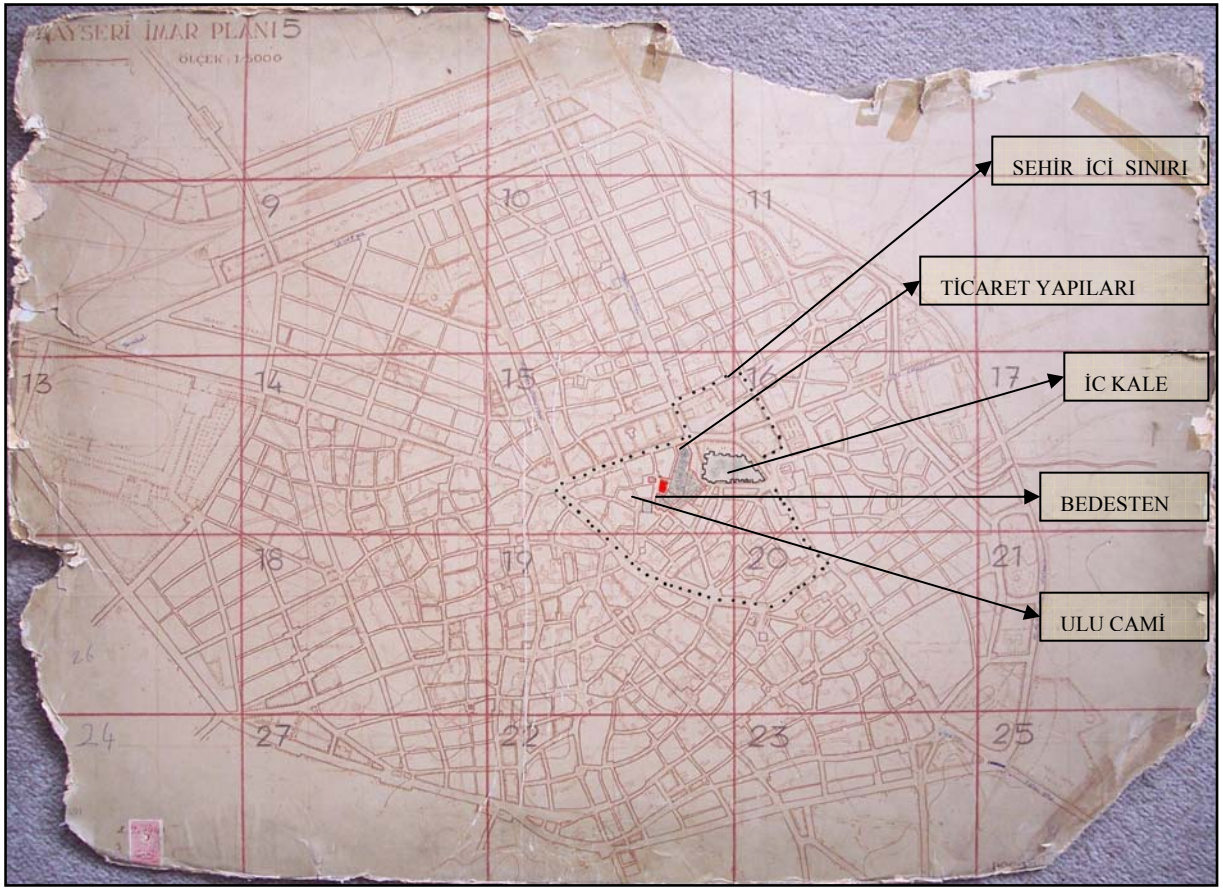 KAYSERİ İMAR PLANI 5
ÖLÇEK : 1/5000
SEHİR İCİ SINIRI
9
10
11
TİCARET YAPILARI
13
14
15
16
17
İC KALE
BEDESTEN
18
19
20
21
ULU CAMİ
26
24
27
22
23
25